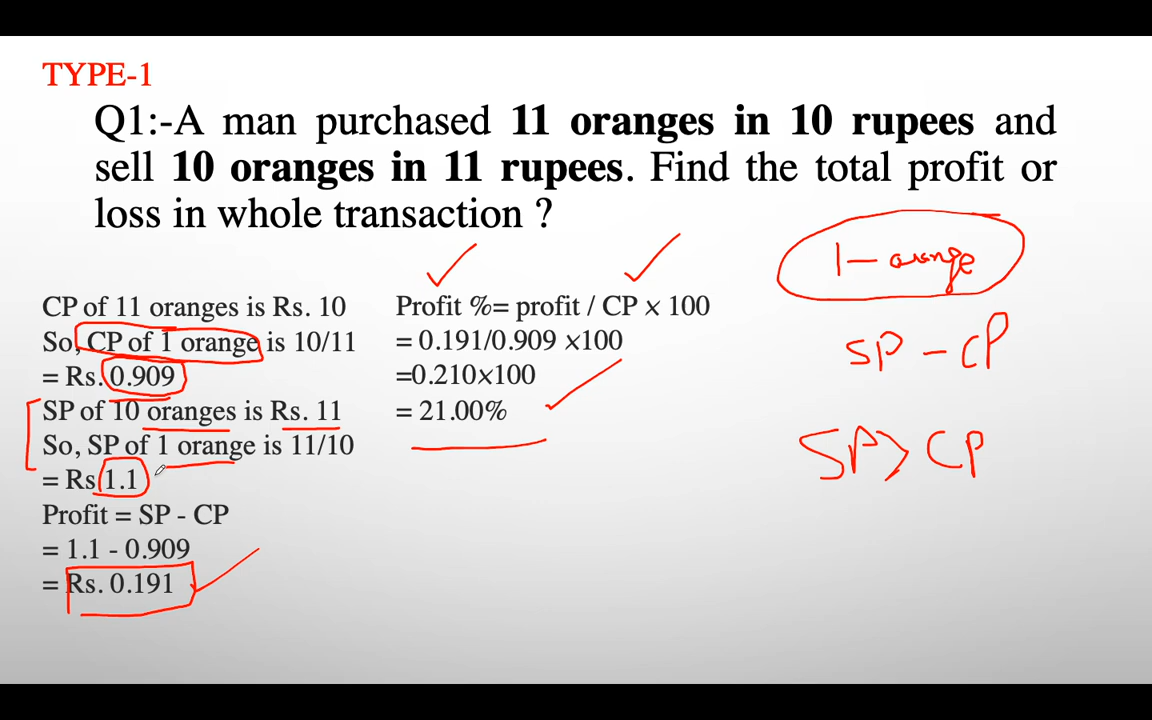 TYPE-1
Q1:-A man purchased 11 oranges in 10 rupees and
sell 10 oranges in 11 rupees. Find the total profit or
loss in whole transaction ?
CP of 11 oranges is Rs. 10
So, CP of 1 orange is 10/11
= Rs. 0.909
SP of 10 oranges is Rs. 11
So, SP of 1 orange is 11/10
= Rs 1.1
Profit = SP - CP
= 1.1 - 0.909
= Rs. 0.191
Profit %= profit / CP × 100
= 0.191/0.909 ×100
=0.210×100
= 21.00%
1 - orange
SP - CP
SP > CP